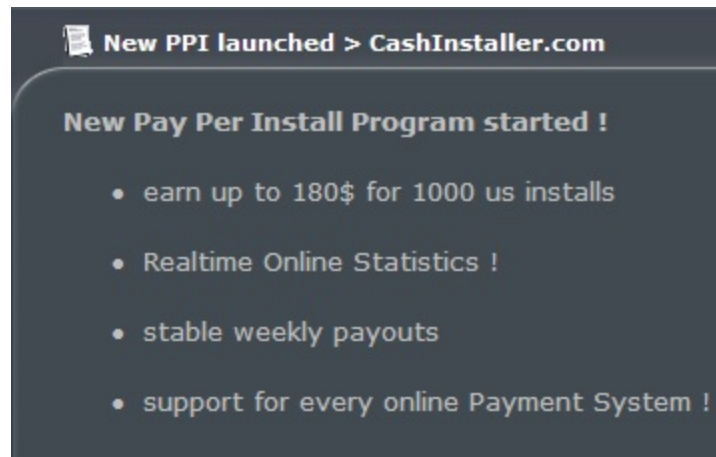 New PPI launched > CashInstaller.com
New Pay Per Install Program started !
• earn up to 180$ for 1000 us installs
• Realtime Online Statistics !
• stable weekly payouts
• support for every online Payment System !